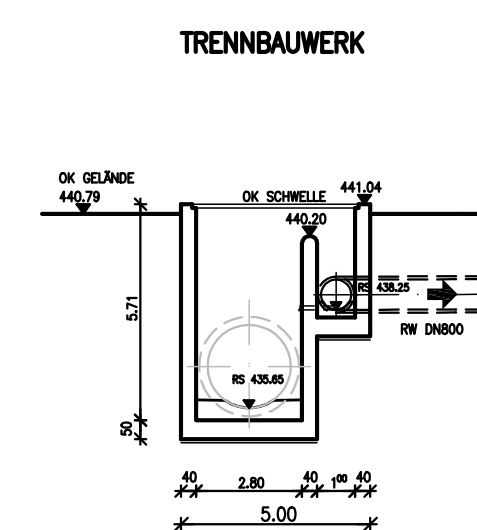 TRENNBAUWERK
OK GELÄNDE
440.79
441.04
OK SCHWELLE
440.20
RS 438.25
5.71
RW DN800
RS 435.65
50
40 2.80 40 1⁰⁰ 40
5.00